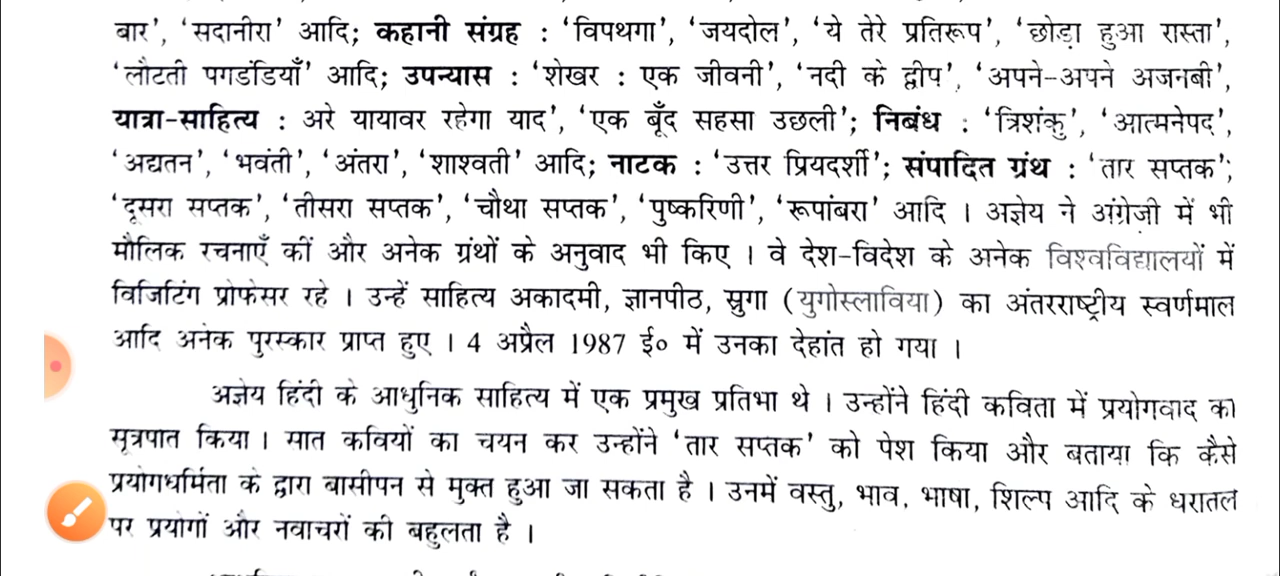 बार', 'सदानीरा' आदि; कहानी संग्रह : 'विपथगा', 'जयदोल', 'ये तेरे प्रतिरूप', 'छोड़ा हुआ रास्ता',
'लौटती पगडंडियाँ' आदि; उपन्यास : 'शेखर : एक जीवनी', 'नदी के द्वीप', 'अपने-अपने अजनबी',
यात्रा-साहित्य : अरे यायावर रहेगा याद', 'एक बूँद सहसा उछली'; निबंध : 'त्रिशंकु', 'आत्मनेपद',
'अद्यतन', 'भवंती', 'अंतरा', 'शाश्वती' आदि; नाटक : 'उत्तर प्रियदर्शी'; संपादित ग्रंथ : 'तार सप्तक';
'दूसरा सप्तक', 'तीसरा सप्तक', 'चौथा सप्तक', 'पुष्करिणी', 'रूपांबरा' आदि । अज्ञेय ने अंग्रेजी में भी
मौलिक रचनाएँ कीं और अनेक ग्रंथों के अनुवाद भी किए । वे देश-विदेश के अनेक विश्वविद्यालयों में
विजिटिंग प्रोफेसर रहे । उन्हें साहित्य अकादमी, ज्ञानपीठ, स्रुगा (युगोस्लाविया) का अंतरराष्ट्रीय स्वर्णमाल
आदि अनेक पुरस्कार प्राप्त हुए । 4 अप्रैल 1987 ई० में उनका देहांत हो गया ।
अज्ञेय हिंदी के आधुनिक साहित्य में एक प्रमुख प्रतिभा थे । उन्होंने हिंदी कविता में प्रयोगवाद का
सूत्रपात किया । सात कवियों का चयन कर उन्होंने 'तार सप्तक' को पेश किया और बताया कि कैसे
प्रयोगधर्मिता के द्वारा बासीपन से मुक्त हुआ जा सकता है । उनमें वस्तु, भाव, भाषा, शिल्प आदि के धरातल
पर प्रयोगों और नवाचरों की बहुलता है ।